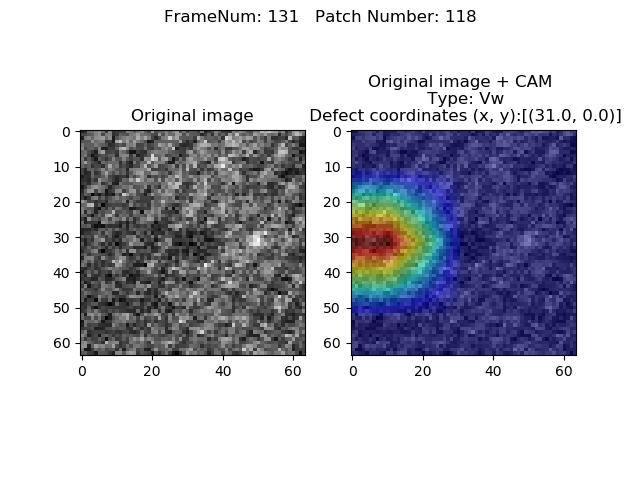 FrameNum: 131   Patch Number: 118
Original image
0
10
20
30
40
50
60
0 20 40 60
Original image + CAM
Type: Vw
Defect coordinates (x, y):[(31.0, 0.0)]
0
10
20
30
40
50
60
0 20 40 60